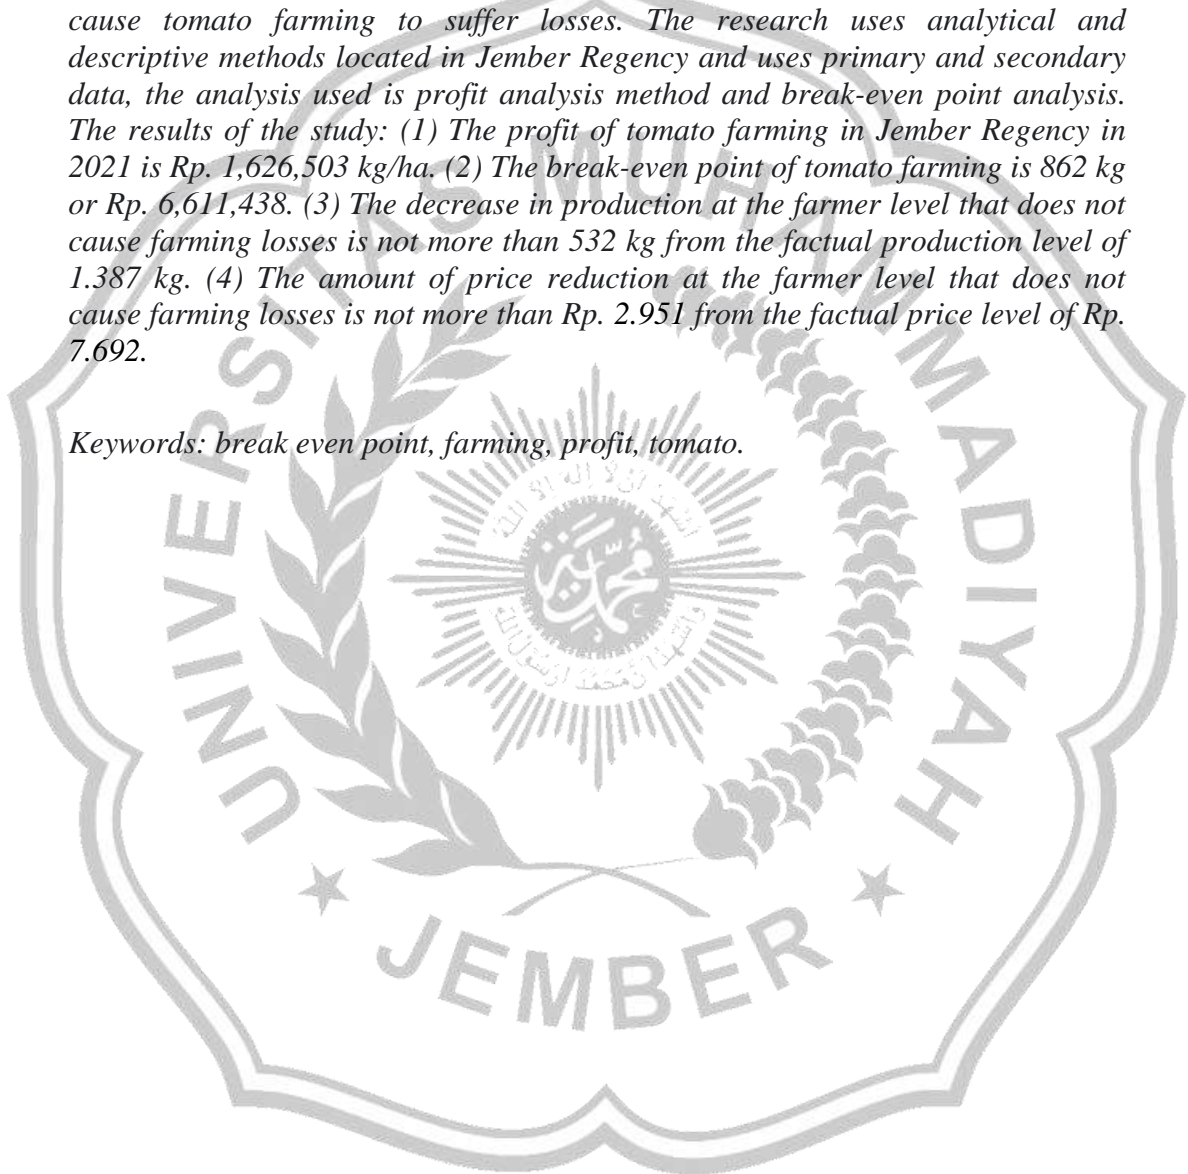 cause tomato farming to suffer losses. The research uses analytical and
descriptive methods located in Jember Regency and uses primary and secondary
data, the analysis used is profit analysis method and break-even point analysis.
The results of the study: (1) The profit of tomato farming in Jember Regency in
2021 is Rp. 1,626,503 kg/ha. (2) The break-even point of tomato farming is 862 kg
or Rp. 6,611,438. (3) The decrease in production at the farmer level that does not
cause farming losses is not more than 532 kg from the factual production level of
1.387 kg. (4) The amount of price reduction at the farmer level that does not
cause farming losses is not more than Rp. 2.951 from the factual price level of Rp.
7.692.
Keywords: break even point, farming, profit, tomato.
UNIVERSITAS MUHAMMADIYAH
محمدية
JEMBER